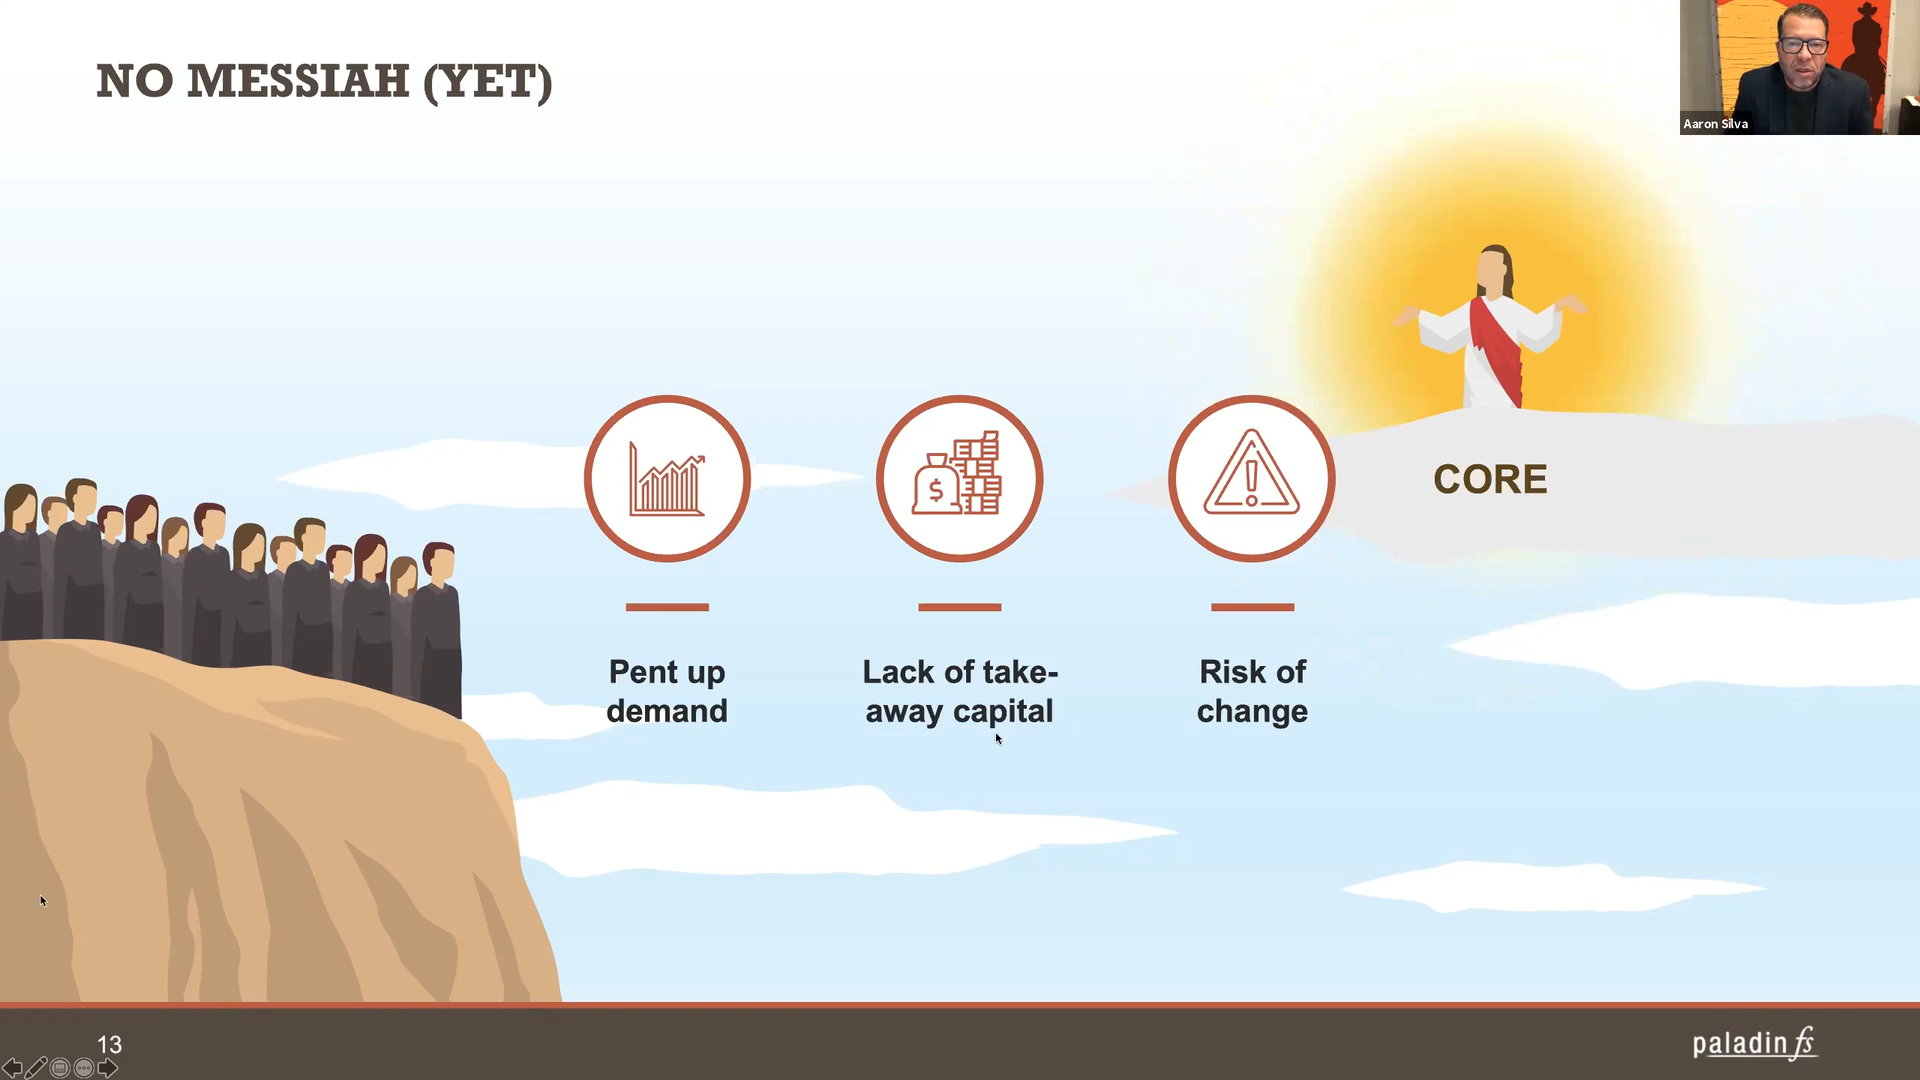 NO MESSIAH (YET)
Aaron Silva
CORE
$
Pent up
demand
Lack of take-
away capital
Risk of
change
13
paladin fs